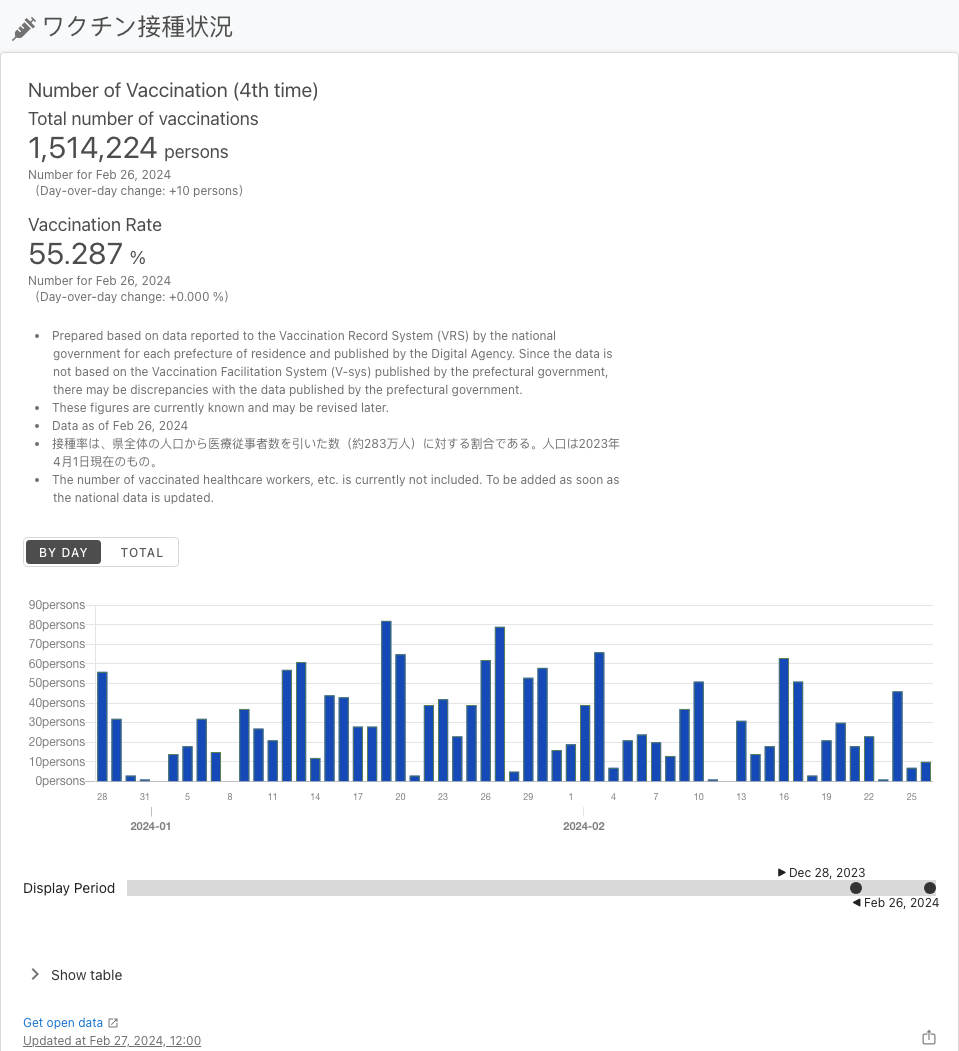 ワクチン接種状況
Number of Vaccination (4th time)
Total number of vaccinations
1,514,224 persons
Number for Feb 26, 2024
(Day-over-day change: +10 persons)
Vaccination Rate
55.287 %
Number for Feb 26, 2024
(Day-over-day change: +0.000 %)
• Prepared based on data reported to the Vaccination Record System (VRS) by the national
government for each prefecture of residence and published by the Digital Agency. Since the data is
not based on the Vaccination Facilitation System (V-sys) published by the prefectural government,
there may be discrepancies with the data published by the prefectural government.
• These figures are currently known and may be revised later.
• Data as of Feb 26, 2024
• 接種率は、県全体の人口から医療従事者数を引いた数（約283万人）に対する割合である。人口は2023年
4月1日現在のもの。
• The number of vaccinated healthcare workers, etc. is currently not included. To be added as soon as
the national data is updated.
BY DAY TOTAL
90persons
80persons
70persons
60persons
50persons
40persons
30persons
20persons
10persons
0persons
28 31 5 8 11 14 17 20 23 26 29 1 4 7 10 13 16 19 22 25
2024-01 2024-02
Dec 28, 2023
Display Period
Feb 26, 2024
Show table
Get open data
Updated at Feb 27, 2024, 12:00